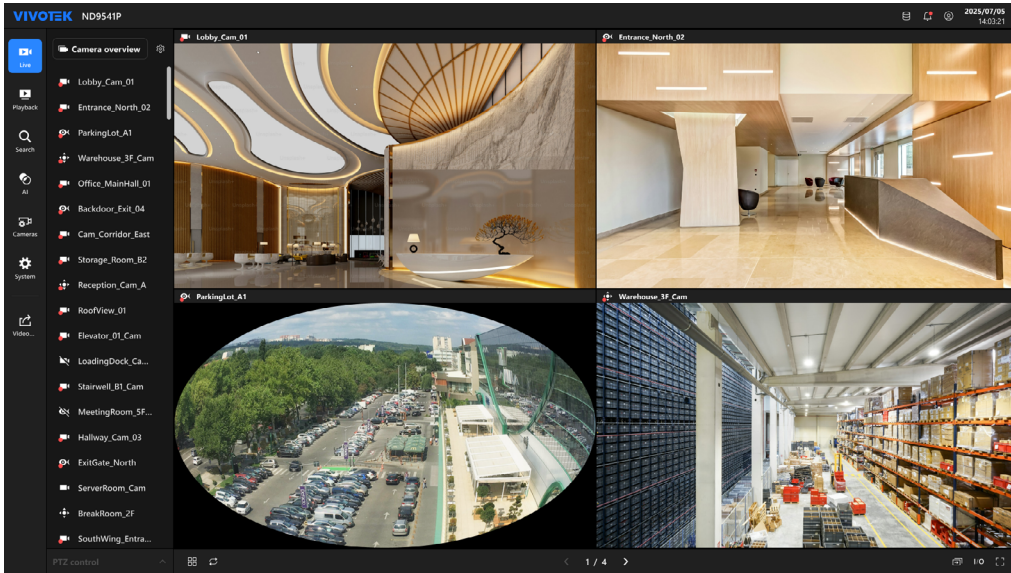 VIVOTEK ND9541P
2025/07/05
14:03:21
Live
Playback
Search
AI
Cameras
System
Video...
Camera overview
Lobby_Cam_01
Entrance_North_02
ParkingLot_A1
Warehouse_3F_Cam
Office_MainHall_01
Backdoor_Exit_04
Cam_Corridor_East
Storage_Room_B2
Reception_Cam_A
RoofView_01
Elevator_01_Cam
LoadingDock_Ca...
Stairwell_B1_Cam
MeetingRoom_5F...
Hallway_Cam_03
ExitGate_North
ServerRoom_Cam
BreakRoom_2F
SouthWing_Entra...
PTZ control
Lobby_Cam_01
Entrance_North_02
ParkingLot_A1
Warehouse_3F_Cam
1 / 4
I/O